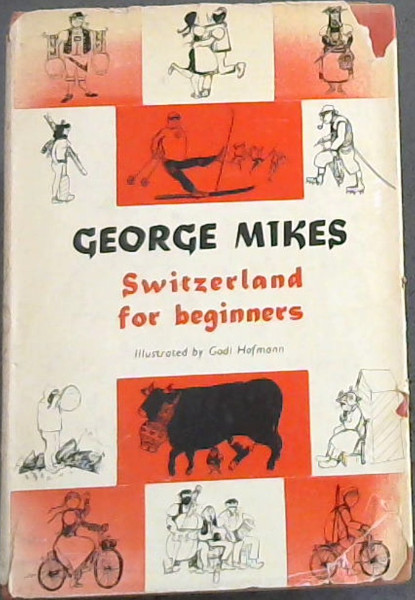 GEORGE MIKES
Switzerland
for beginners
Illustrated by Godi Hofmann